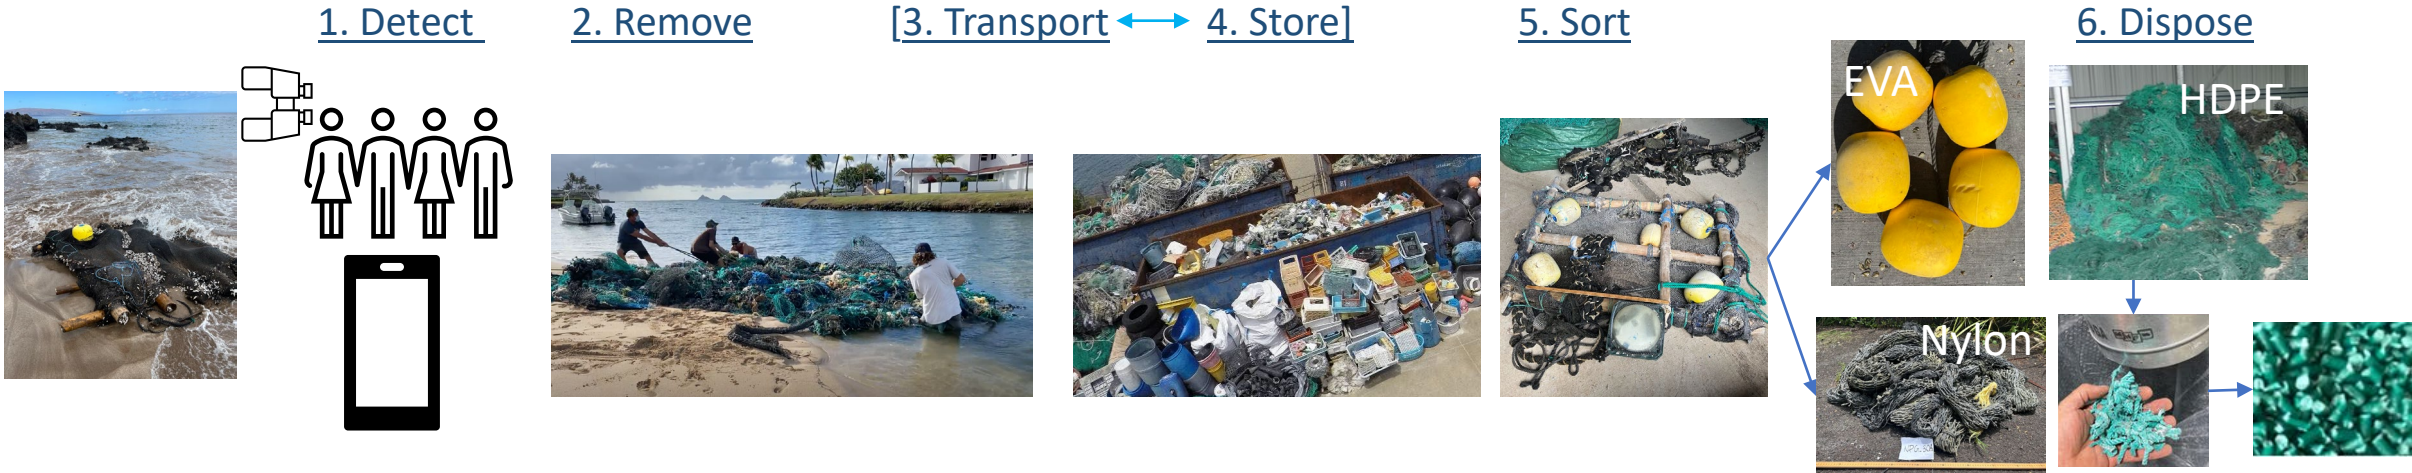 1. Detect
2. Remove
[3. Transport
4. Store]
5. Sort
6. Dispose
EVA
HDPE
Nylon